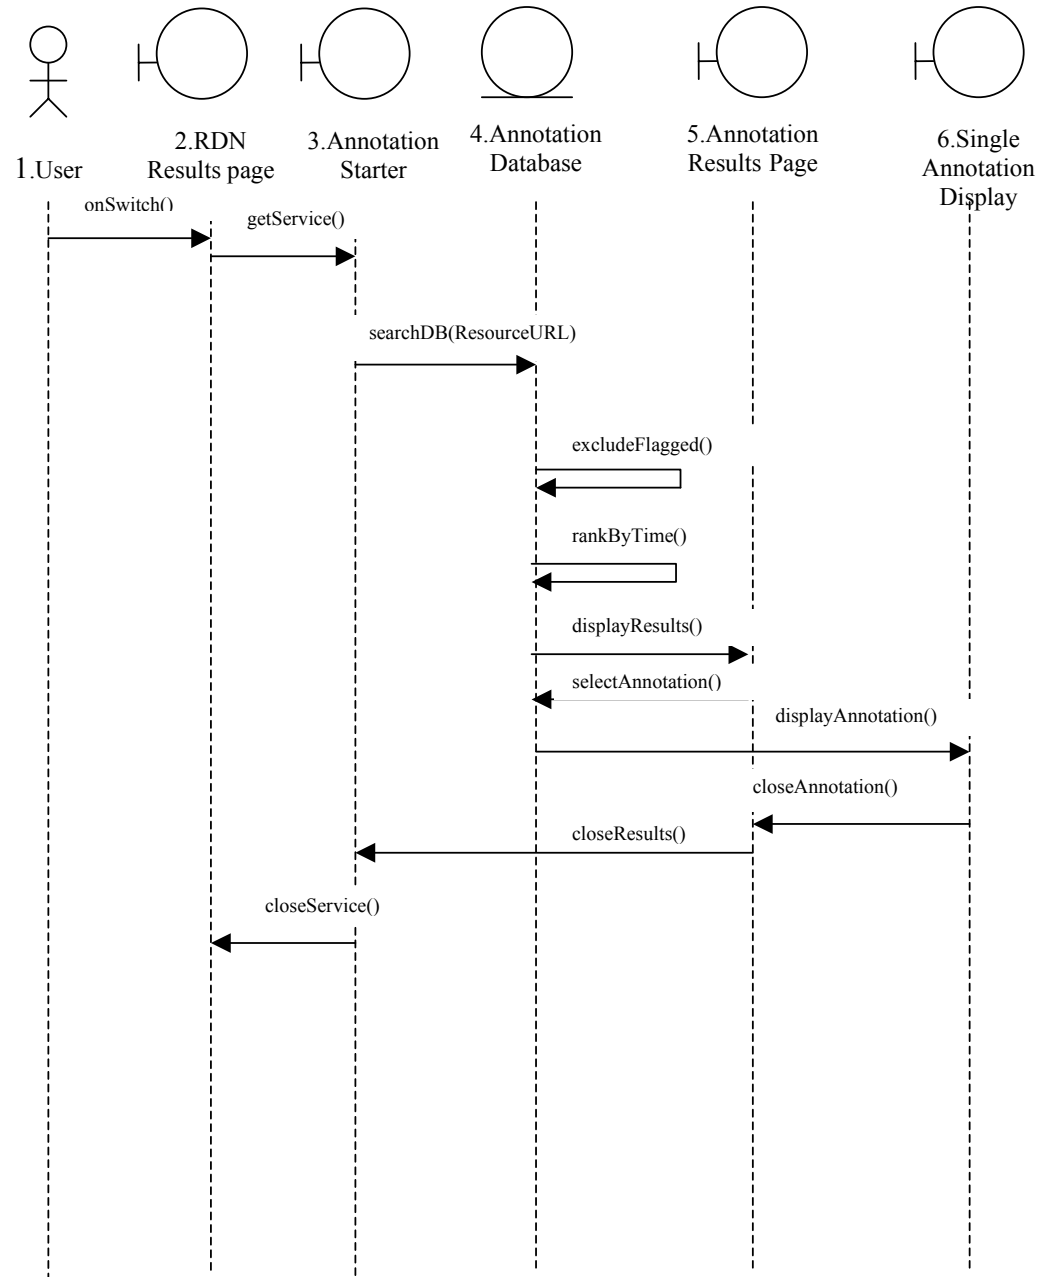 1.User
2.RDN
Results page
3.Annotation
Starter
4.Annotation
Database
5.Annotation
Results Page
6.Single
Annotation
Display
onSwitch()
getService()
searchDB(ResourceURL)
excludeFlagged()
rankByTime()
displayResults()
selectAnnotation()
displayAnnotation()
closeAnnotation()
closeResults()
closeService()